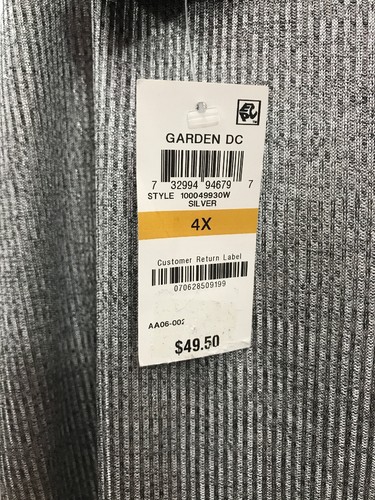 GARDEN DC
7 32994 94679 7
STYLE 100049930W
SILVER
4X
Customer Return Label
070628509199
AA06-002
$49.50